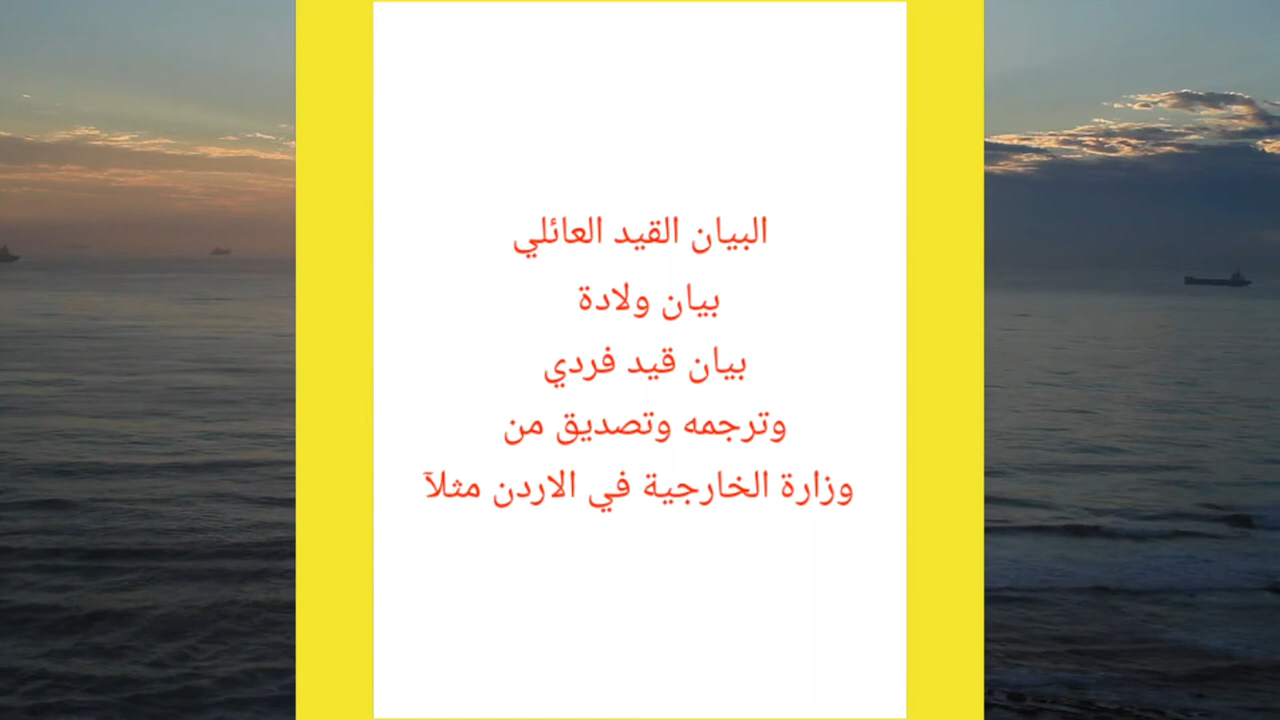 البيان القيد العائلي
بيان ولادة
بيان قيد فردي
وترجمه وتصديق من
وزارة الخارجية في الاردن مثلآ